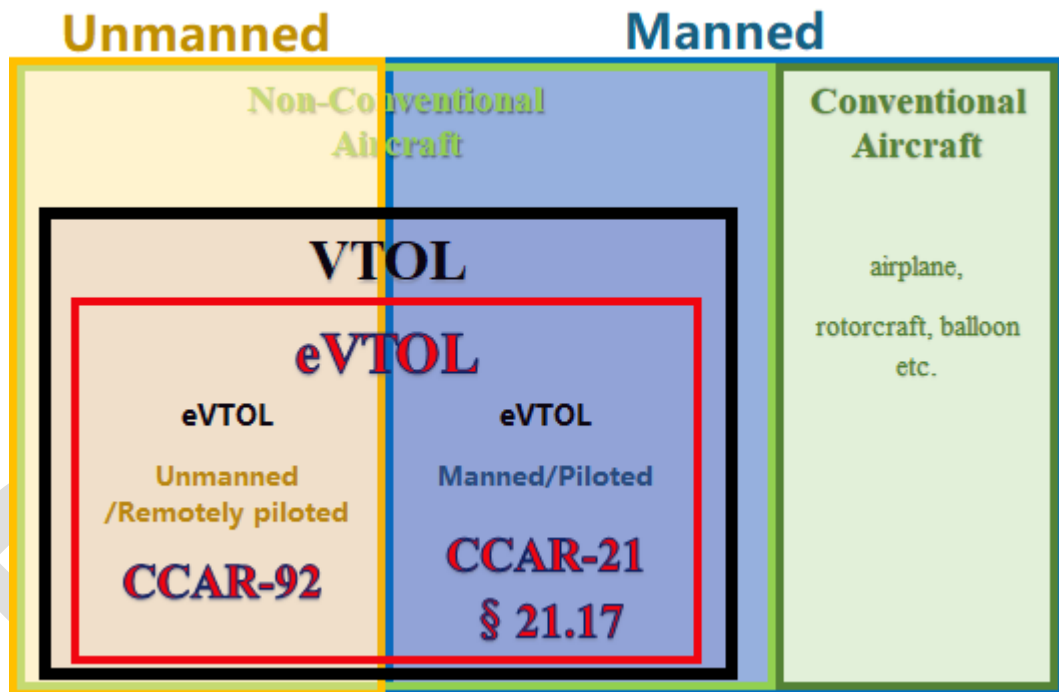 Unmanned
Manned
Non-Conventional
Aircraft
Conventional
Aircraft
VTOL
airplane,
rotorcraft, balloon
etc.
eVTOL
eVTOL
eVTOL
Unmanned
/Remotely piloted
Manned/Piloted
CCAR-92
CCAR-21
§ 21.17